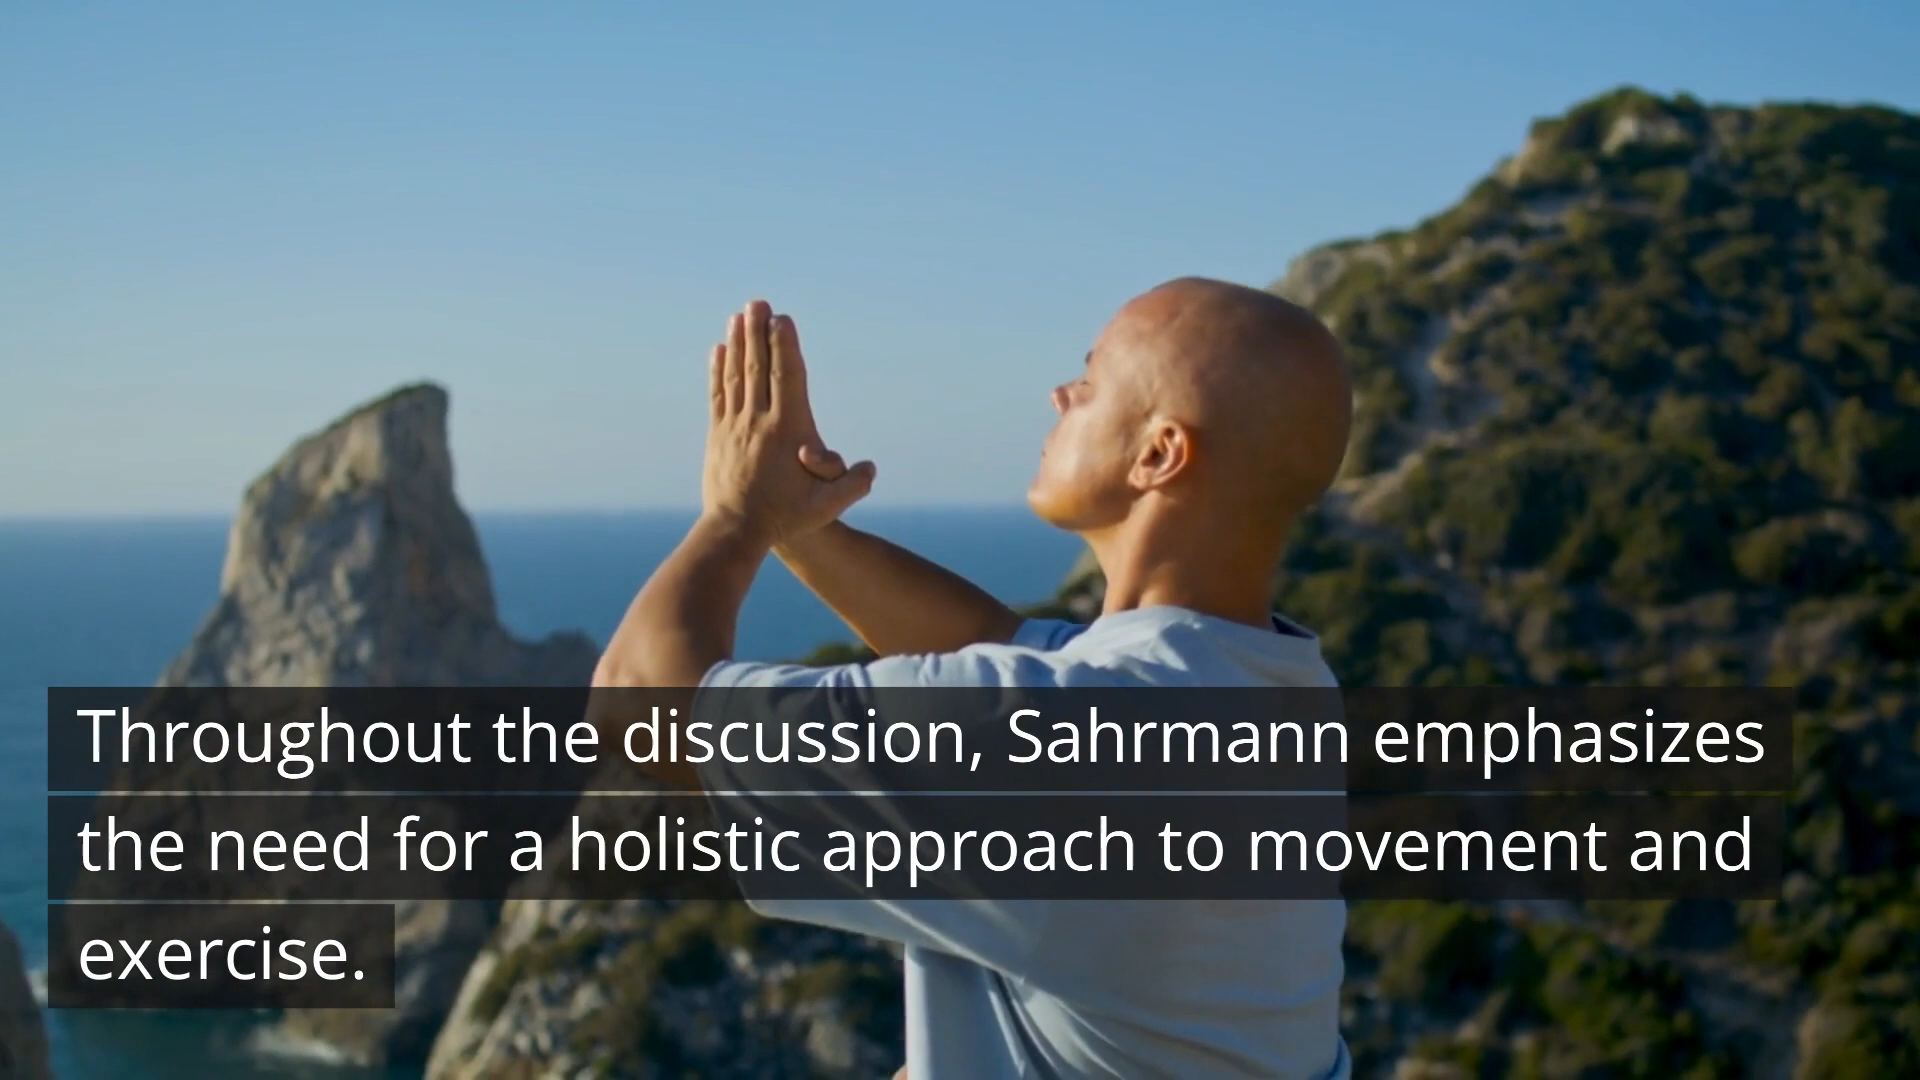 Throughout the discussion, Sahrmann emphasizes
the need for a holistic approach to movement and
exercise.